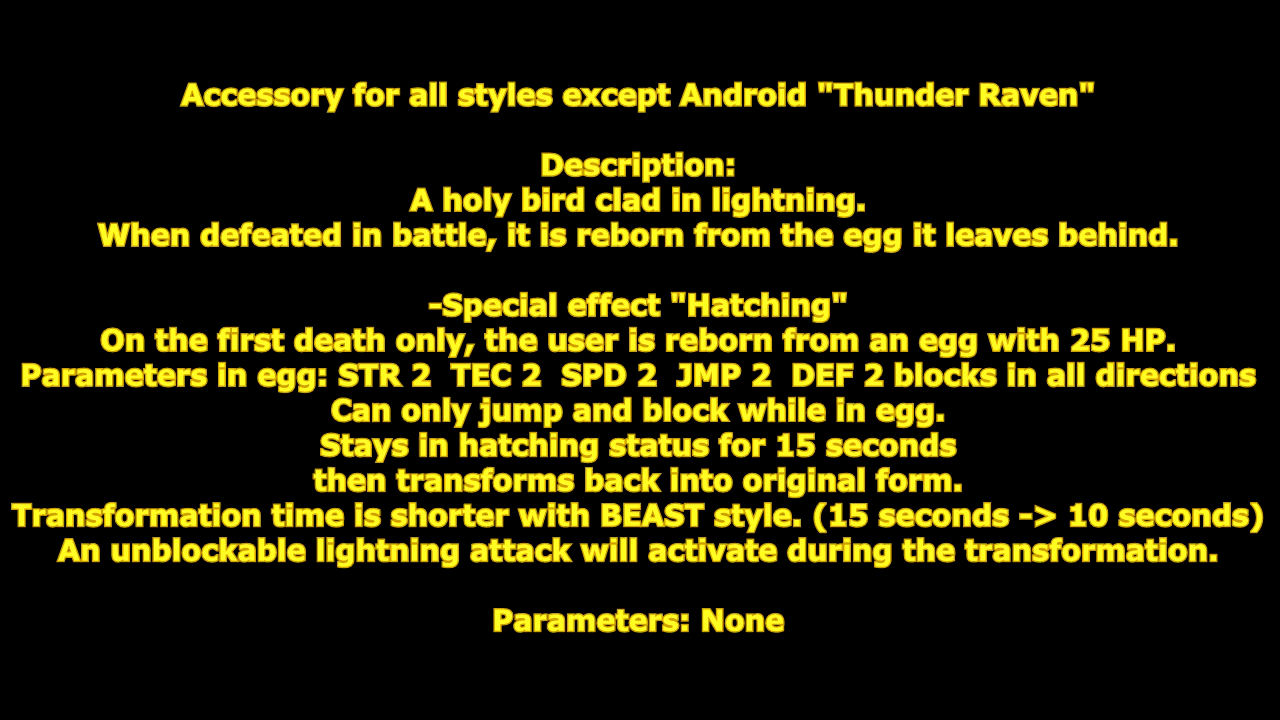 Accessory for all styles except Android "Thunder Raven"
Description:
A holy bird clad in lightning.
When defeated in battle, it is reborn from the egg it leaves behind.
-Special effect "Hatching"
On the first death only, the user is reborn from an egg with 25 HP.
Parameters in egg: STR 2  TEC 2  SPD 2  JMP 2  DEF 2 blocks in all directions
Can only jump and block while in egg.
Stays in hatching status for 15 seconds
then transforms back into original form.
Transformation time is shorter with BEAST style. (15 seconds -> 10 seconds)
An unblockable lightning attack will activate during the transformation.
Parameters: None